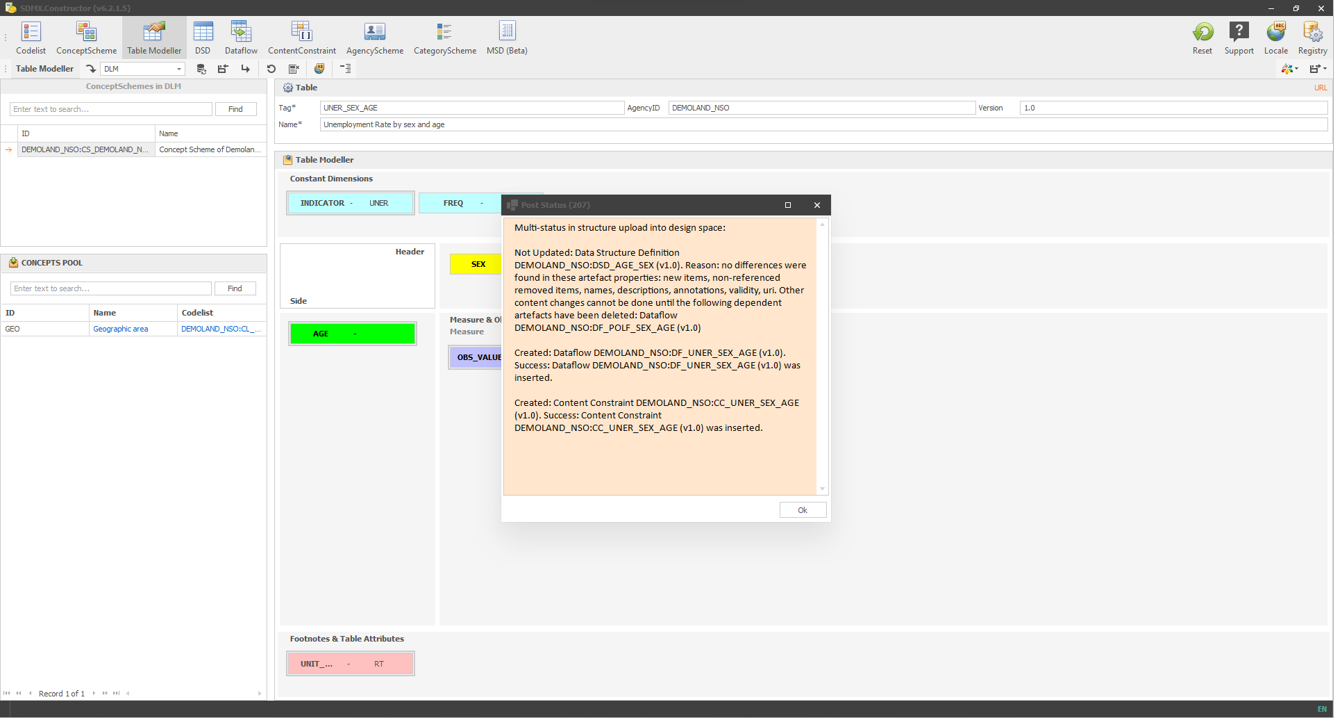 SDMX.Constructor (v6.2.1.5)
Codelist
ConceptScheme
Table Modeller
DSD
Dataflow
ContentConstraint
AgencyScheme
CategoryScheme
MSD (Beta)
Reset
Support
Locale
Registry
Table Modeller
DLM
ConceptSchemes in DLM
Enter text to search...
Find
ID
Name
DEMOLAND_NSO:CS_DEMOLAND_N...
Concept Scheme of Demolan...
CONCEPTS POOL
Enter text to search...
Find
ID
Name
Codelist
GEO
Geographic area
DEMOLAND_NSO:CL_...
Record 1 of 1
Table
URL
Tag*
UNER_SEX_AGE
AgencyID
DEMOLAND_NSO
Version
1.0
Name*
Unemployment Rate by sex and age
Table Modeller
Constant Dimensions
INDICATOR - UNER
FREQ -
Header
Side
SEX
AGE -
Measure & O
Measure
OBS_VALUE
Footnotes & Table Attributes
UNIT_... - RT
Post Status (207)
Multi-status in structure upload into design space:
Not Updated: Data Structure Definition
DEMOLAND_NSO:DSD_AGE_SEX (v1.0). Reason: no differences were
found in these artefact properties: new items, non-referenced
removed items, names, descriptions, annotations, validity, uri. Other
content changes cannot be done until the following dependent
artefacts have been deleted: Dataflow
DEMOLAND_NSO:DF_POLF_SEX_AGE (v1.0)
Created: Dataflow DEMOLAND_NSO:DF_UNER_SEX_AGE (v1.0).
Success: Dataflow DEMOLAND_NSO:DF_UNER_SEX_AGE (v1.0) was
inserted.
Created: Content Constraint DEMOLAND_NSO:CC_UNER_SEX_AGE
(v1.0). Success: Content Constraint
DEMOLAND_NSO:CC_UNER_SEX_AGE (v1.0) was inserted.
Ok
EN